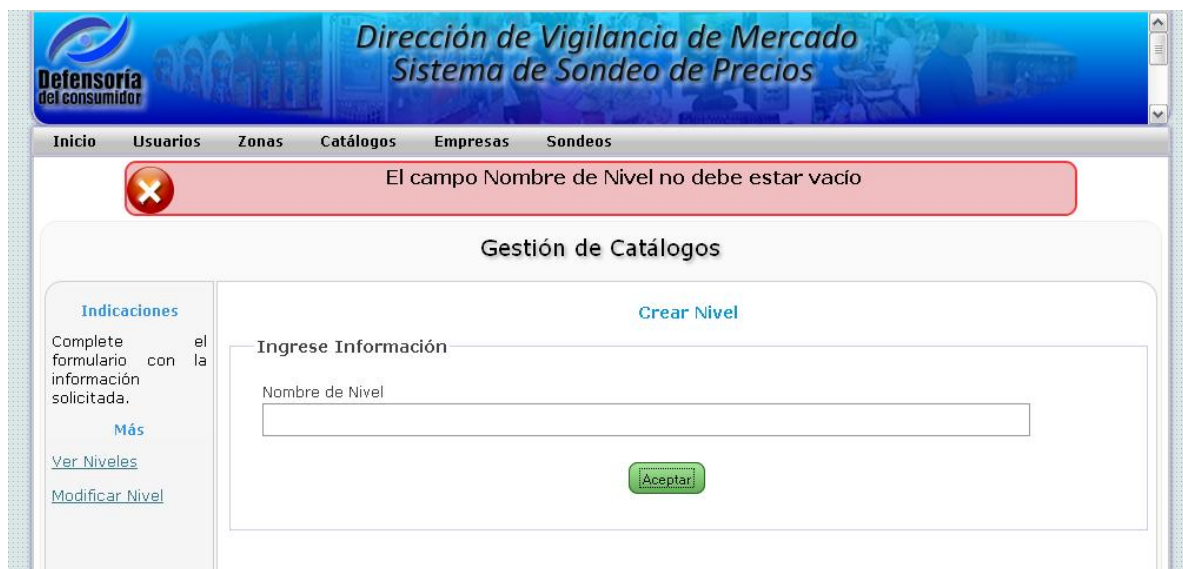 Dirección de Vigilancia de Mercado
Sistema de Sondeo de Precios
Defensoría
del consumidor
Inicio Usuarios Zonas Catálogos Empresas Sondeos
El campo Nombre de Nivel no debe estar vacío
Gestión de Catálogos
Indicaciones
Complete el
formulario con la
información
solicitada.
Más
Ver Niveles
Modificar Nivel
Crear Nivel
Ingrese Información
Nombre de Nivel
Aceptar